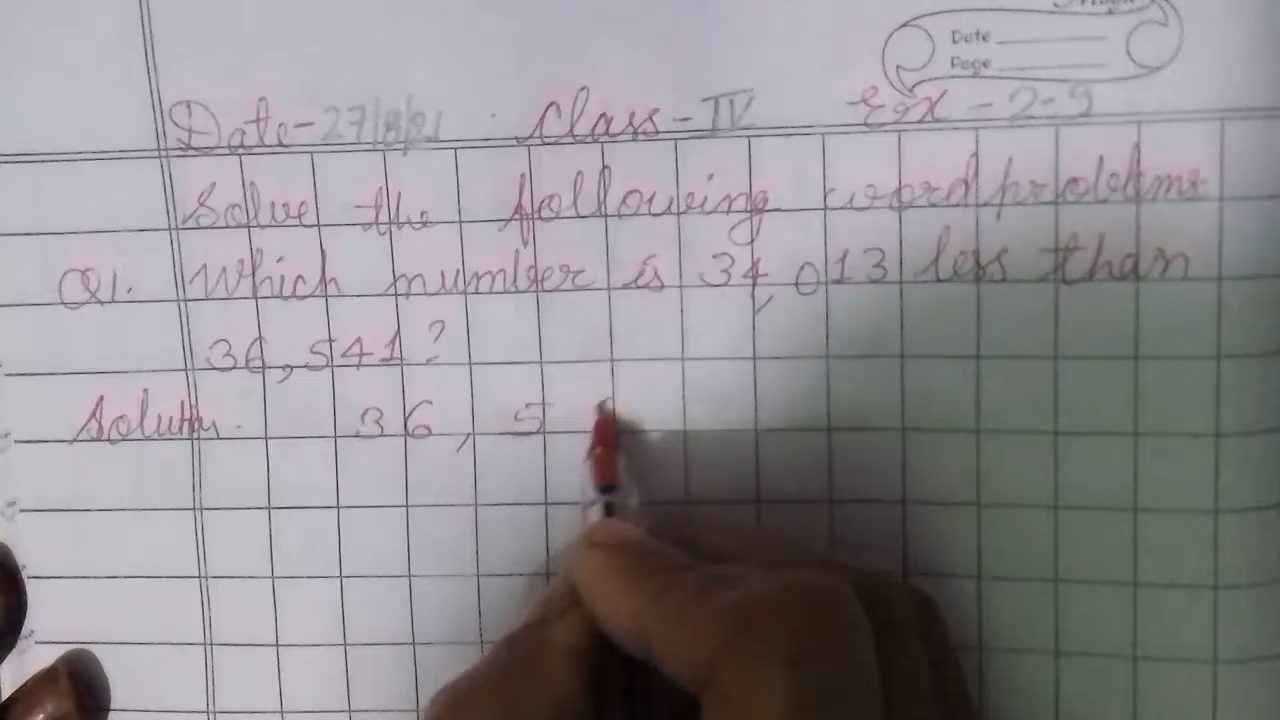 Date
Page
Date-27/8/21 Class-IV Ex-2.9
Solve the following word problems
Q1. Which number is 34,013 less than
36,541?
Solutin. 36, 5